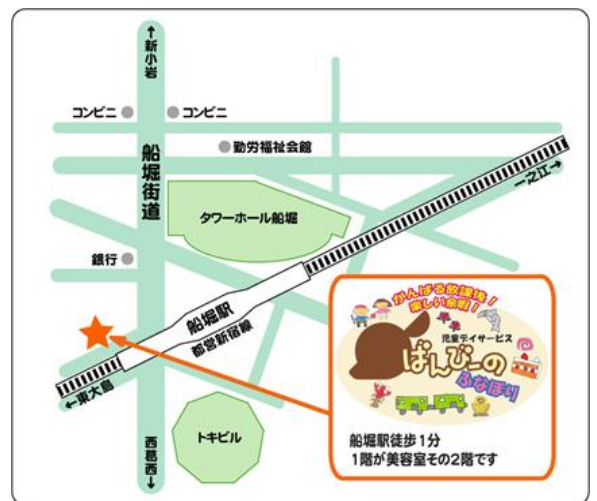 ↑新小岩
コンビニ
コンビニ
船堀街道
勤労福祉会館
一之江→
タワーホール船堀
銀行
船堀駅
都営新宿線
←東大島
西葛西↓
トキビル
がんばる放課後!
楽しい余暇!
児童デイサービス
ばんびーの
ふなぼり
船堀駅徒歩1分
1階が美容室その2階です